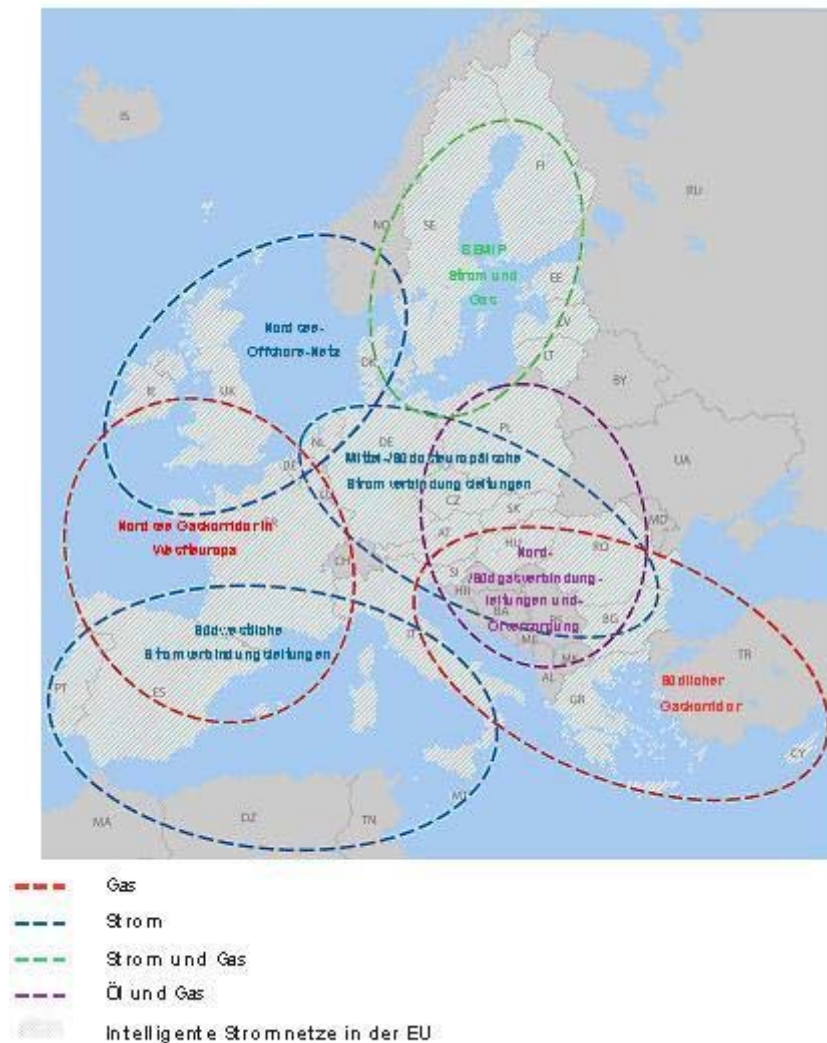 IS
NO
SE
FI
RU
BEMIP
Strom und
Gas
EE
LV
LT
Nordsee-
Offshore-Netz
DK
IE
UK
BY
NL
DE
PL
BE
Mittel-/Südosteuropäische
Stromverbindungsleitungen
UA
LU
CZ
SK
FR
Nord-Süd-Gaskorridor in
Westeuropa
AT
HU
RO
MD
CH
SI
HR
Nord-
/Südgasverbindung-
leitungen und-
Ölversorgung
BA
BG
ME
MK
AL
IT
Südwestliche
Stromverbindungsleitungen
PT
ES
GR
TR
Südlicher
Gaskorridor
CY
MT
MA
DZ
TN
Gas
Strom
Strom und Gas
Öl und Gas
Intelligente Stromnetze in der EU